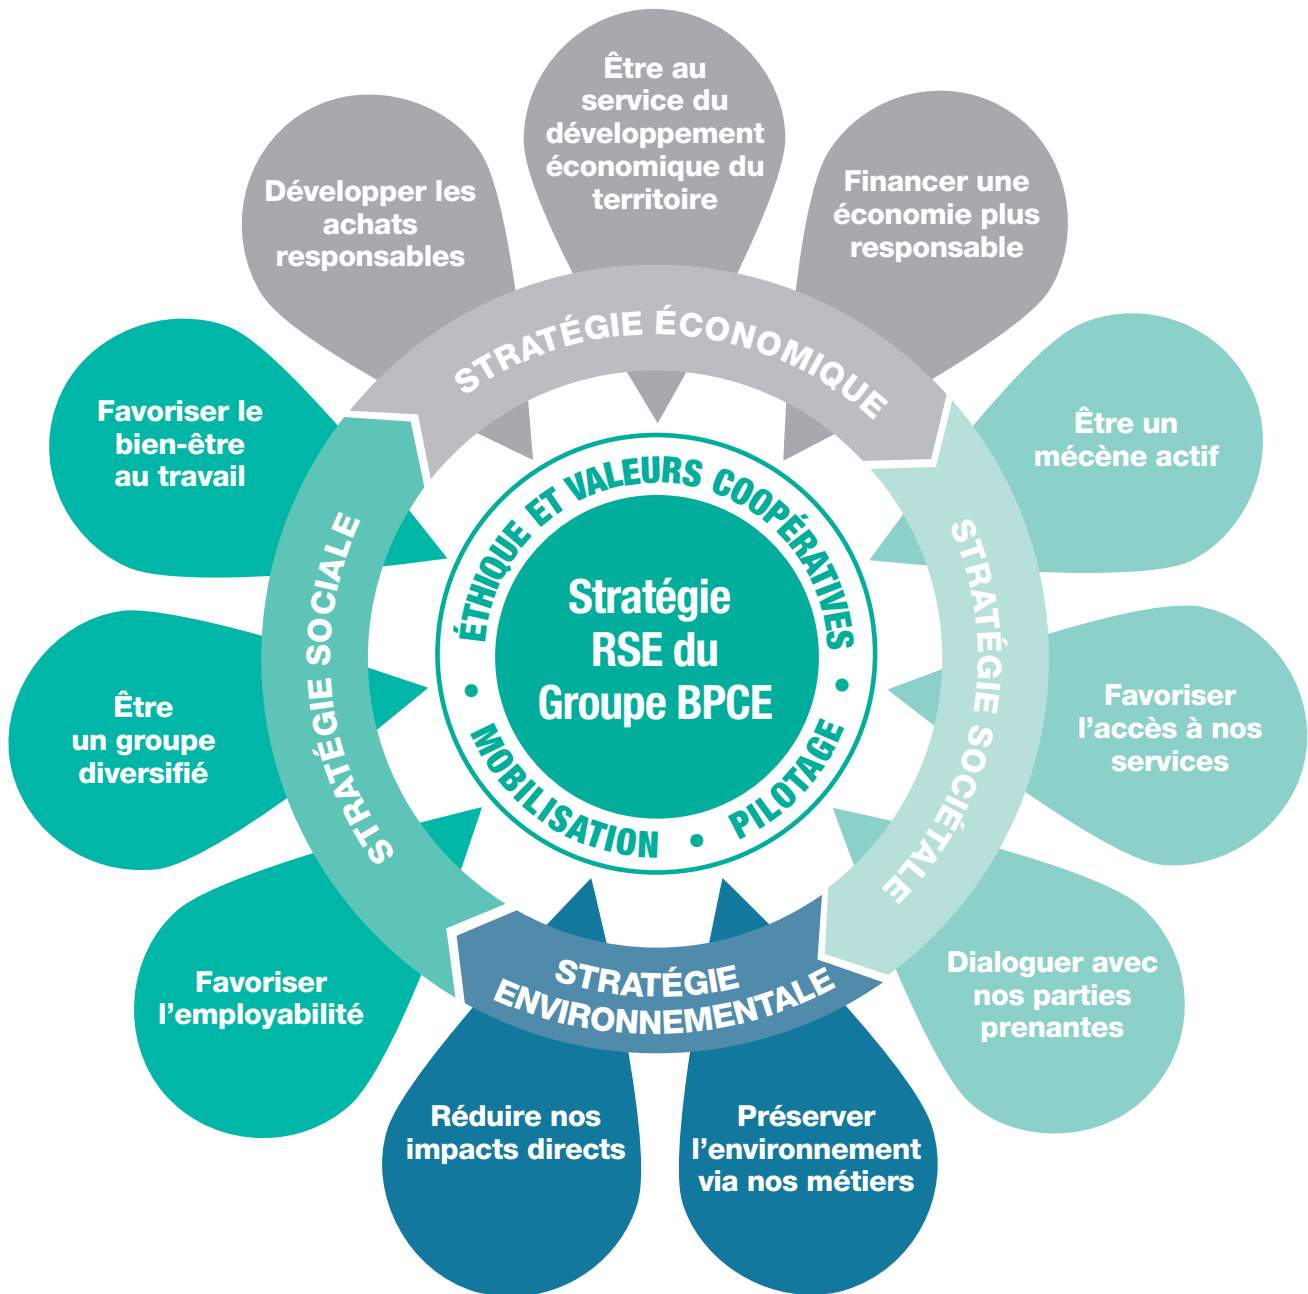 Être au
service du
développement
économique du
territoire
Financer une
économie plus
responsable
Développer les
achats
responsables
STRATÉGIE ÉCONOMIQUE
Être un
mécène actif
Favoriser
l’accès à nos
services
Dialoguer avec
nos parties
prenantes
STRATÉGIE SOCIÉTALE
Préserver
l’environnement
via nos métiers
Réduire nos
impacts directs
STRATÉGIE
ENVIRONNEMENTALE
Favoriser
l’employabilité
Être
un groupe
diversifié
Favoriser le
bien-être
au travail
STRATÉGIE SOCIALE
ÉTHIQUE ET VALEURS COOPÉRATIVES • PILOTAGE • MOBILISATION •
Stratégie
RSE du
Groupe BPCE